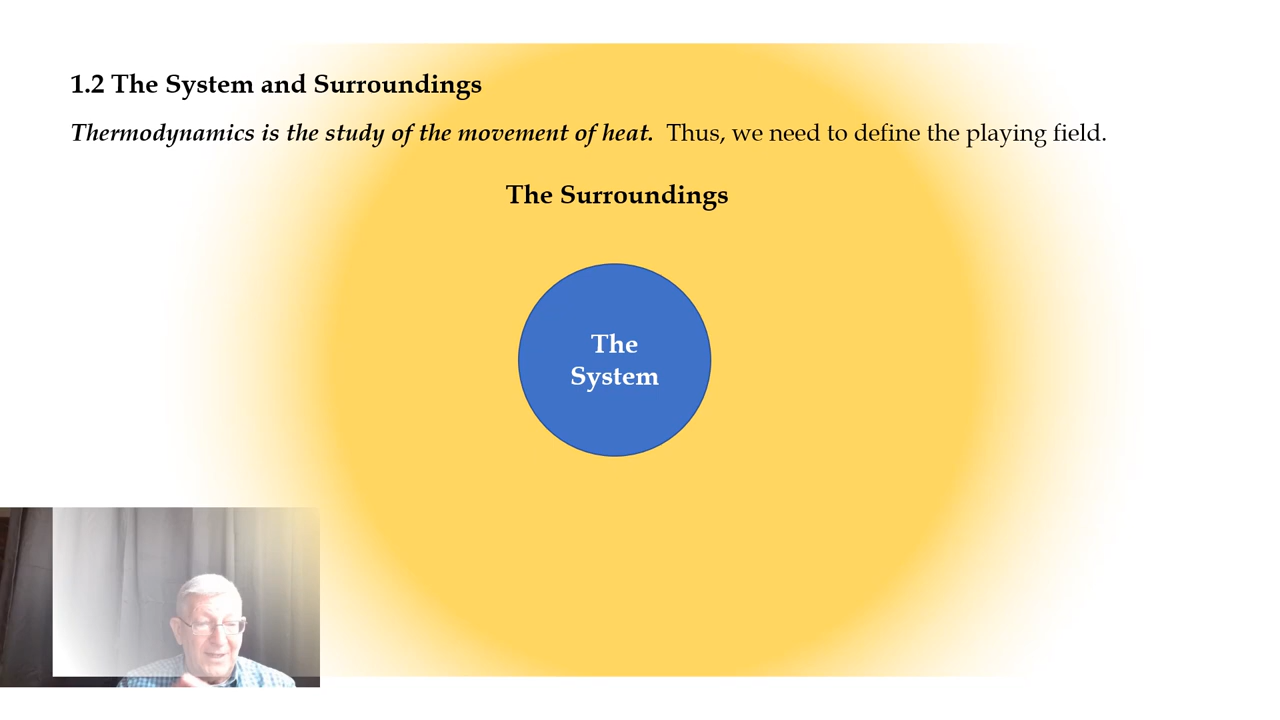 1.2 The System and Surroundings
Thermodynamics is the study of the movement of heat. Thus, we need to define the playing field.
The Surroundings
The
System